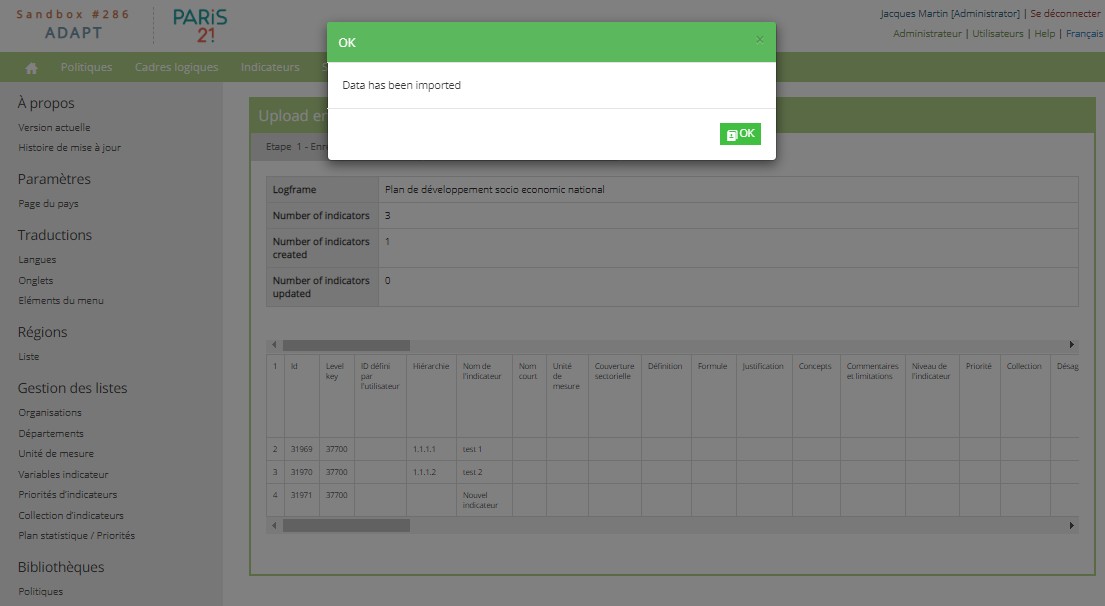 Sandbox #286
ADAPT
PARiS
21
Jacques Martin [Administrator] | Se déconnecter
Administrateur | Utilisateurs | Help | Français
Politiques Cadres logiques Indicateurs
OK ×
Data has been imported
OK
À propos
Version actuelle
Histoire de mise à jour
Paramètres
Page du pays
Traductions
Langues
Onglets
Eléments du menu
Régions
Liste
Gestion des listes
Organisations
Départements
Unité de mesure
Variables indicateur
Priorités d'indicateurs
Collection d'indicateurs
Plan statistique / Priorités
Bibliothèques
Politiques
Upload
Etape 1 - Enr
Logframe Plan de développement socio economic national
Number of indicators 3
Number of indicators
created
1
Number of indicators
updated
0
1 Id
Level
key
ID défini
par
l'utilisateur
Hiérarchie
Nom de
l'indicateur
Nom
court
Unité
de
mesure
Couverture
sectorielle
Définition
Formule
Justification
Concepts
Commentaires
et limitations
Niveau de
l'indicateur
Priorité
Collection
Désag
2 31969 37700 1.1.1.1 test 1
3 31970 37700 1.1.1.2 test 2
4 31971 37700 Nouvel
indicateur